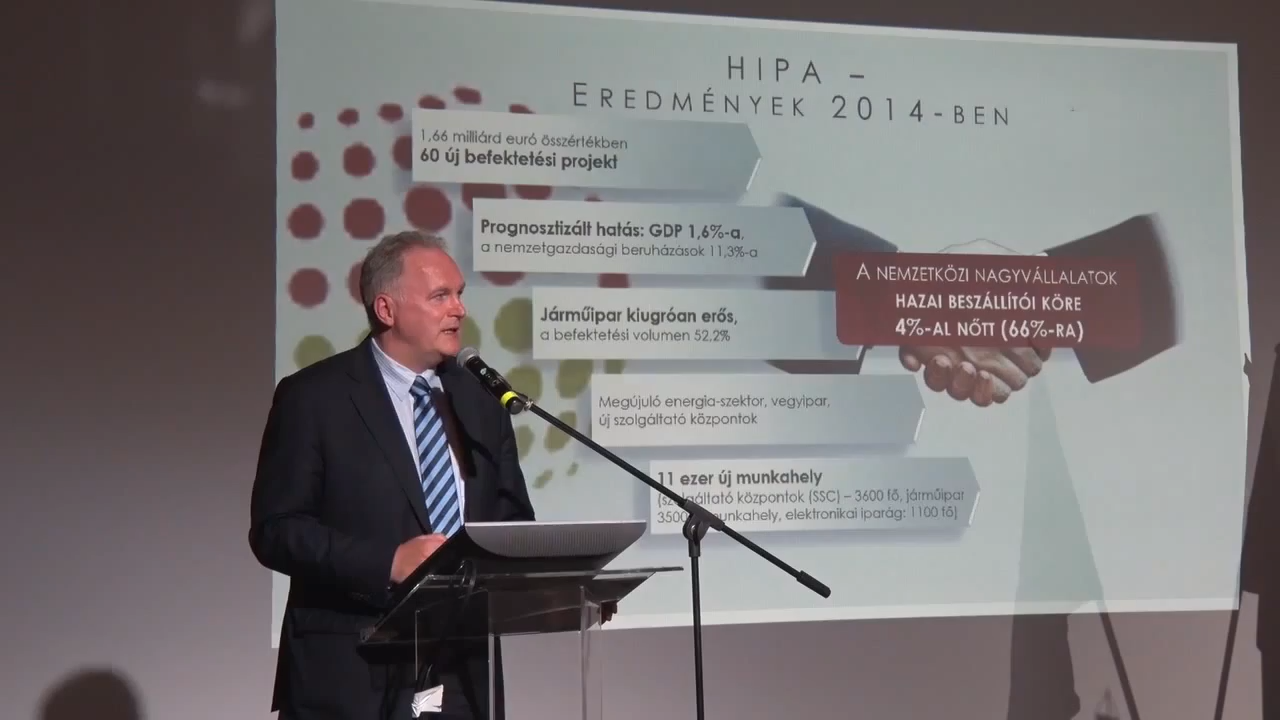 HIPA –
EREDMÉNYEK 2014-BEN
1,66 milliárd euró összértékben
60 új befektetési projekt
Prognosztizált hatás: GDP 1,6%-a,
a nemzetgazdasági beruházások 11,3%-a
Járműipar kiugróan erős,
a befektetési volumen 52,2%
A NEMZETKÖZI NAGYVÁLLALATOK
HAZAI BESZÁLLÍTÓI KÖRE
4%-AL NŐTT (66%-RA)
Megújuló energia-szektor, vegyipar,
új szolgáltató központok
11 ezer új munkahely
(szolgáltató központok (SSC) – 3600 fő, járműipar
3500 munkahely, elektronikai iparág: 1100 fő)